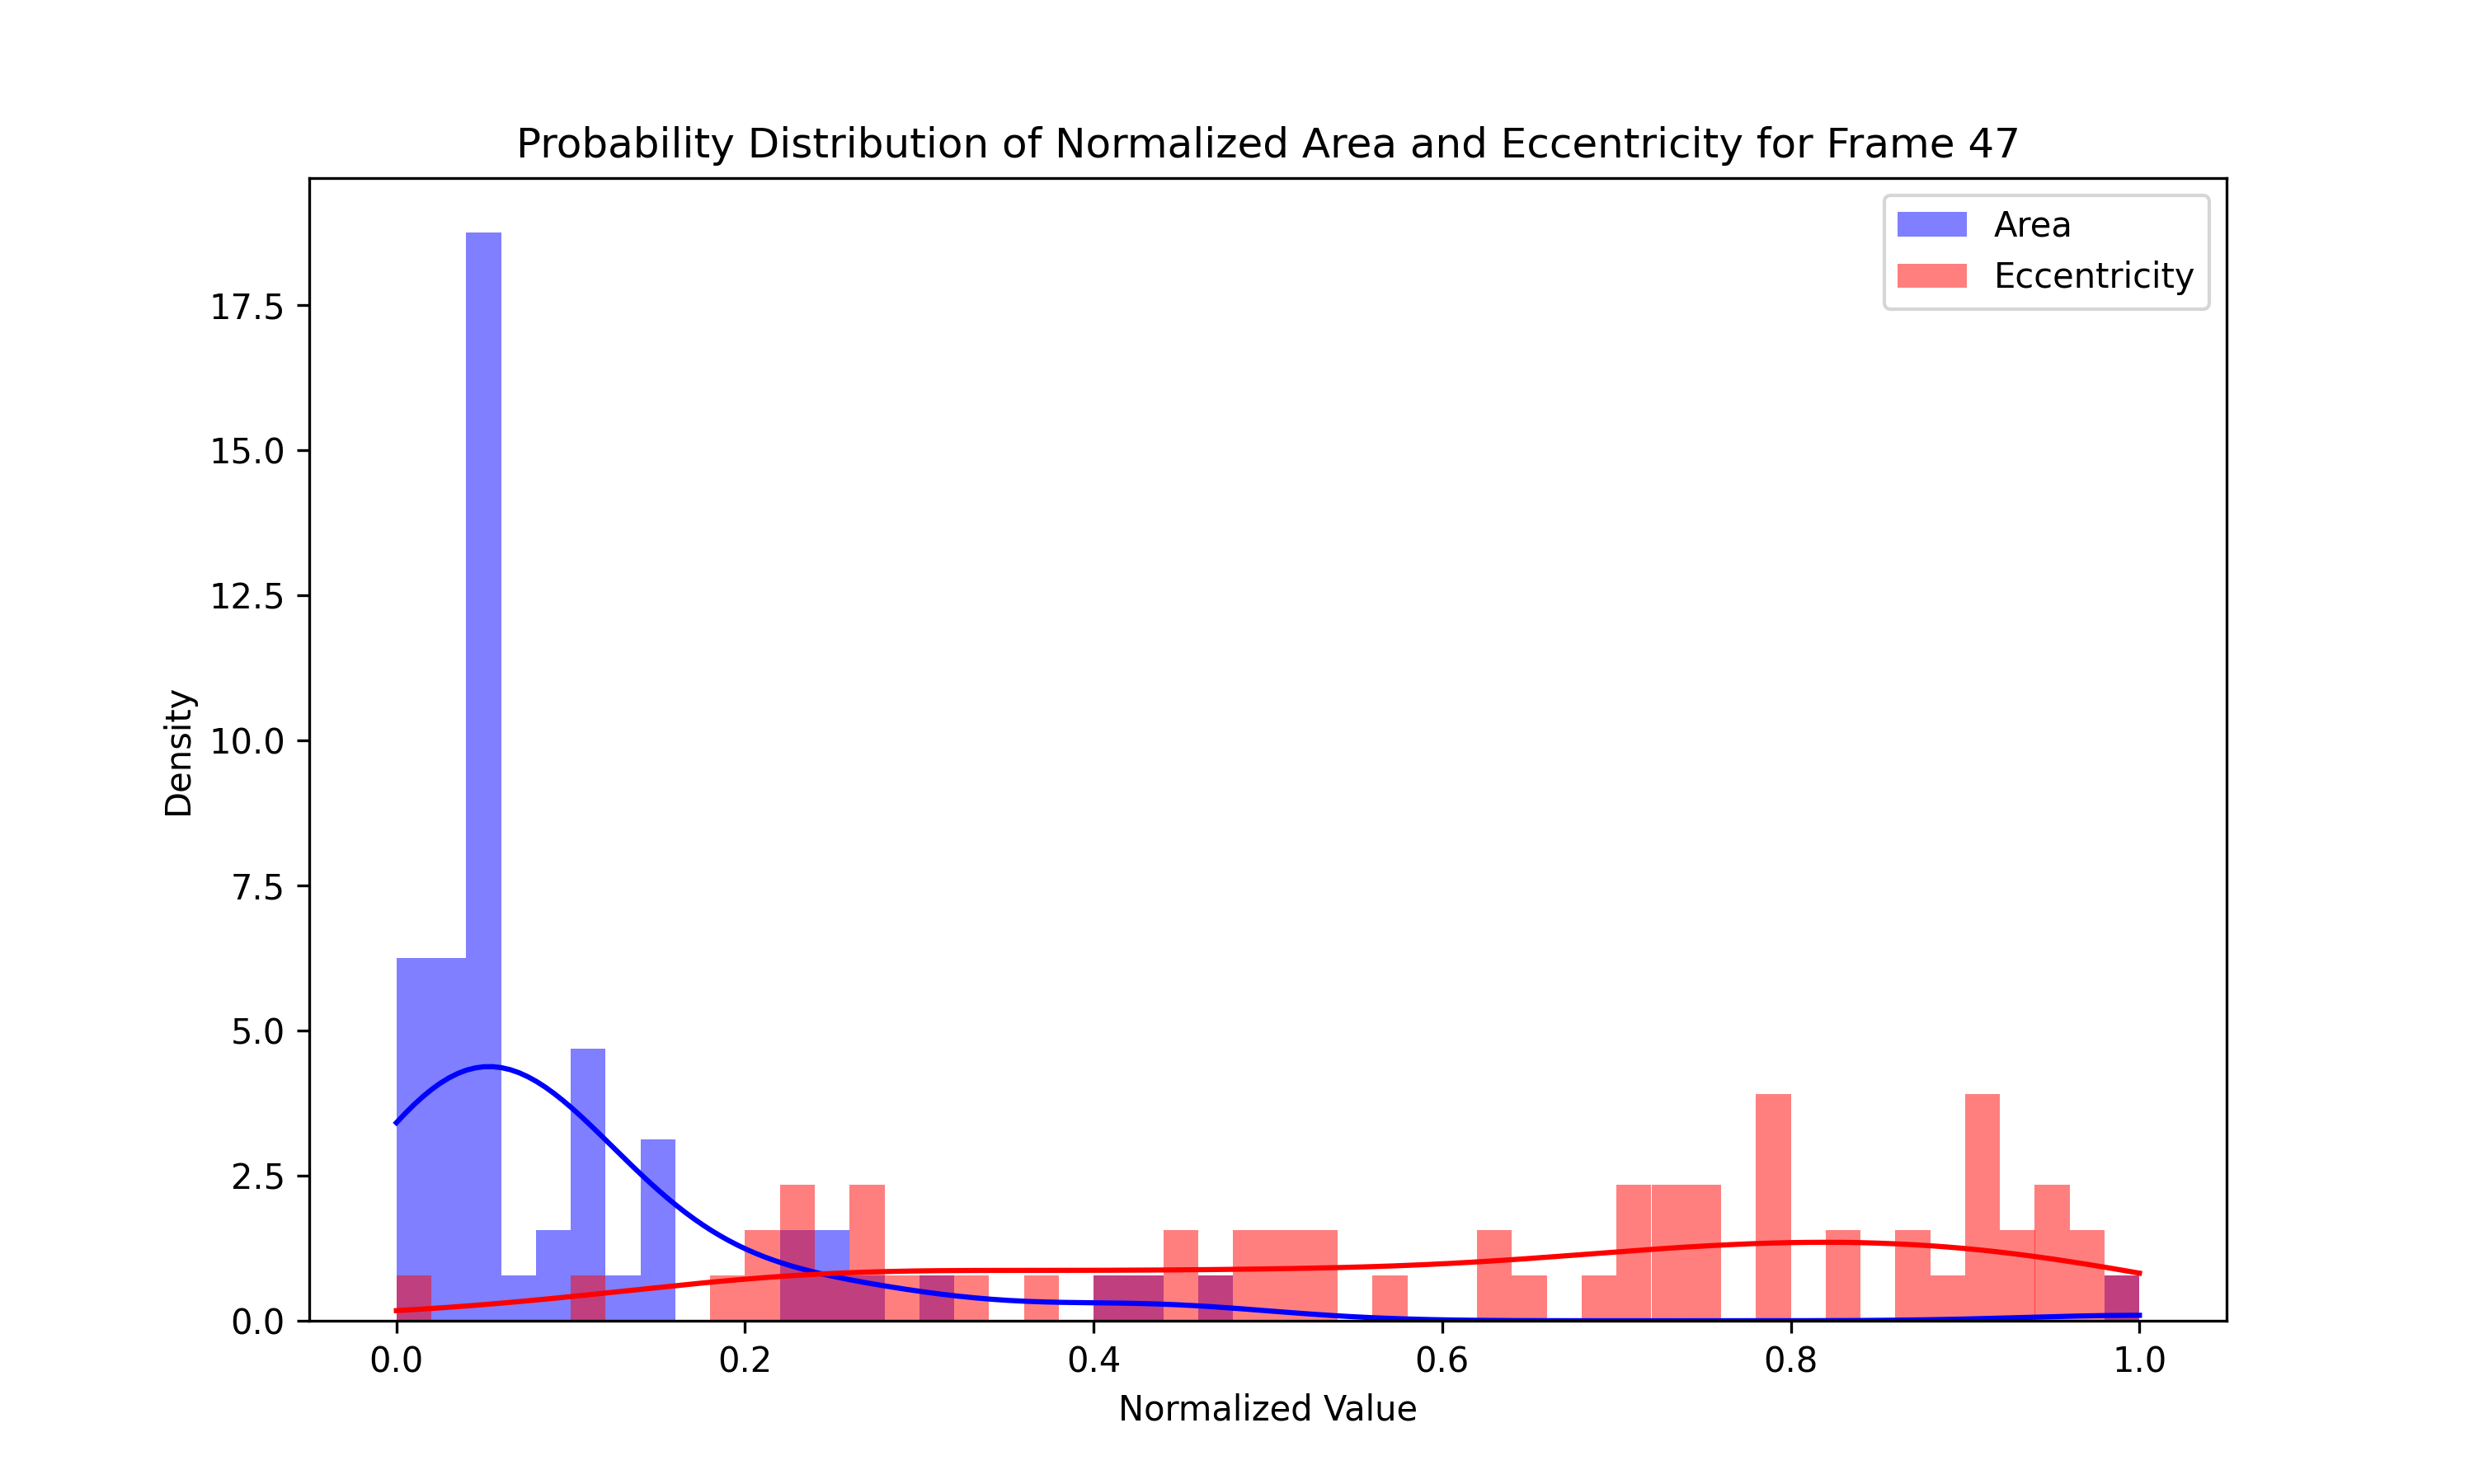 Probability Distribution of Normalized Area and Eccentricity for Frame 47
Area
Eccentricity
17.5
15.0
12.5
10.0
7.5
5.0
2.5
0.0
Density
0.0 0.2 0.4 0.6 0.8 1.0
Normalized Value